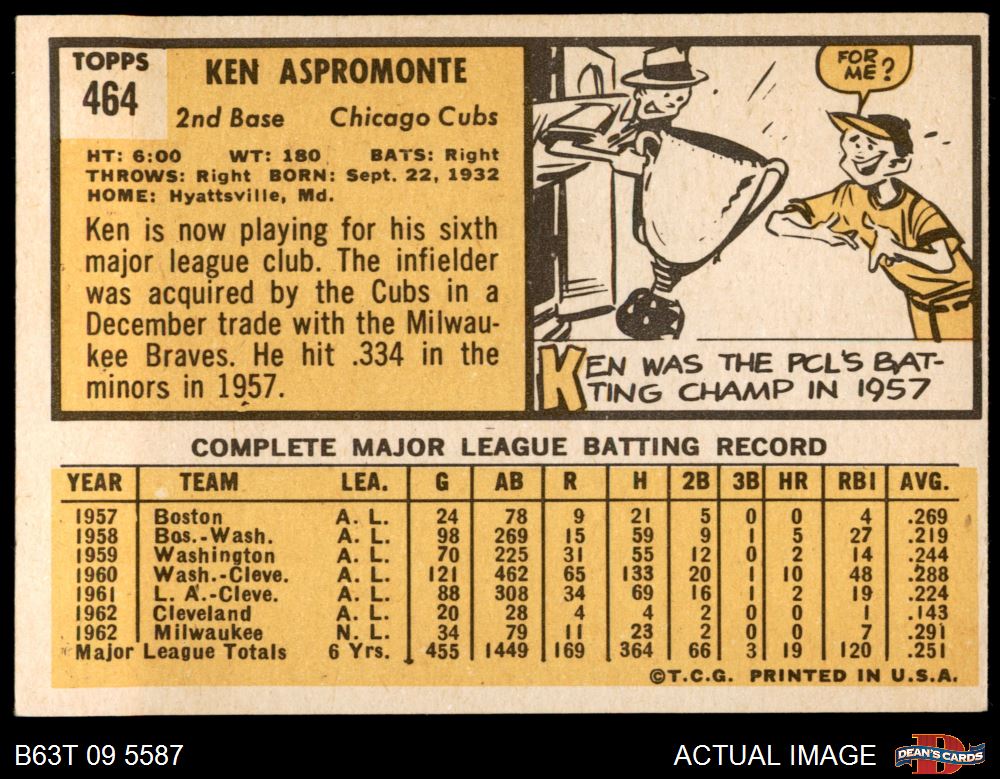 TOPPS
464
KEN ASPROMONTE
2nd Base Chicago Cubs
HT: 6:00 WT: 180 BATS: Right
THROWS: Right BORN: Sept. 22, 1932
HOME: Hyattsville, Md.
Ken is now playing for his sixth
major league club. The infielder
was acquired by the Cubs in a
December trade with the Milwau-
kee Braves. He hit .334 in the
minors in 1957.
FOR
ME?
KEN WAS THE PCL'S BAT-
TING CHAMP IN 1957
COMPLETE MAJOR LEAGUE BATTING RECORD
YEAR TEAM LEA. G AB R H 2B 3B HR RBI AVG.
1957 Boston A. L. 24 78 9 21 5 0 0 4 .269
1958 Bos.-Wash. A. L. 98 269 15 59 9 1 5 27 .219
1959 Washington A. L. 70 225 31 55 12 0 2 14 .244
1960 Wash.-Cleve. A. L. 121 462 65 133 20 1 10 48 .288
1961 L. A.-Cleve. A. L. 88 308 34 69 16 1 2 19 .224
1962 Cleveland A. L. 20 28 4 4 2 0 0 1 .143
1962 Milwaukee N. L. 34 79 11 23 2 0 0 7 .291
Major League Totals 6 Yrs. 455 1449 169 364 66 3 19 120 .251
©T.C.G. PRINTED IN U.S.A.
B63T 09 5587
ACTUAL IMAGE
D
DEAN'S CARDS